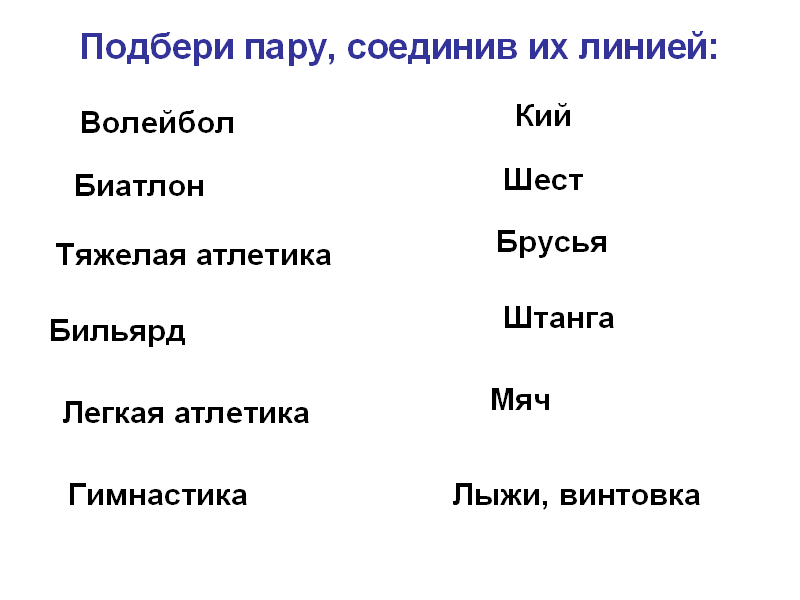 Подбери пару, соединив их линией:
Волейбол
Кий
Биатлон
Шест
Тяжелая атлетика
Брусья
Бильярд
Штанга
Легкая атлетика
Мяч
Гимнастика
Лыжи, винтовка